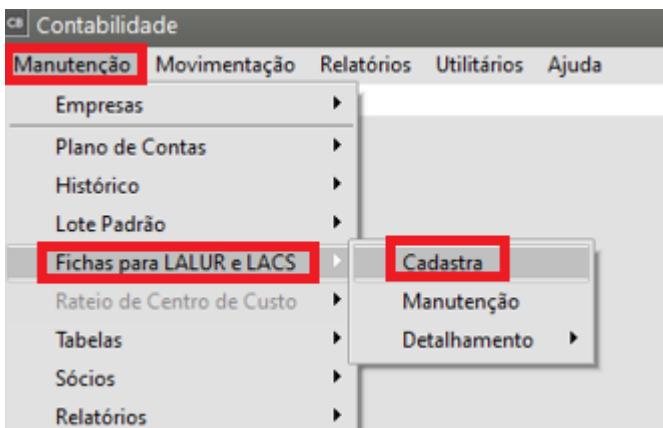 CB Contabilidade
Manutenção Movimentação Relatórios Utilitários Ajuda
Empresas
Plano de Contas
Histórico
Lote Padrão
Fichas para LALUR e LACS
Cadastra
Rateio de Centro de Custo
Manutenção
Tabelas
Detalhamento
Sócios
Relatórios